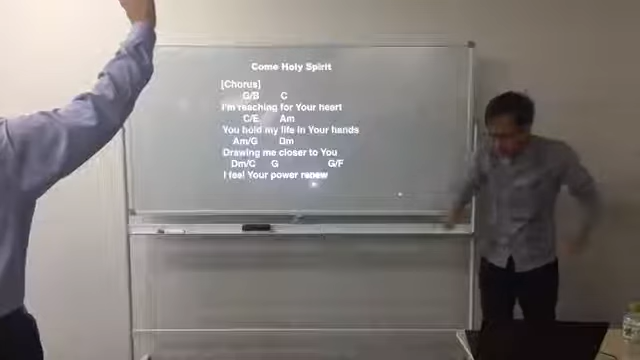 Come Holy Spirit
[Chorus]
G/B C
I'm reaching for Your heart
C/E Am
You hold my life in Your hands
Am/G Dm
Drawing me closer to You
Dm/C G G/F
I feel Your power renew